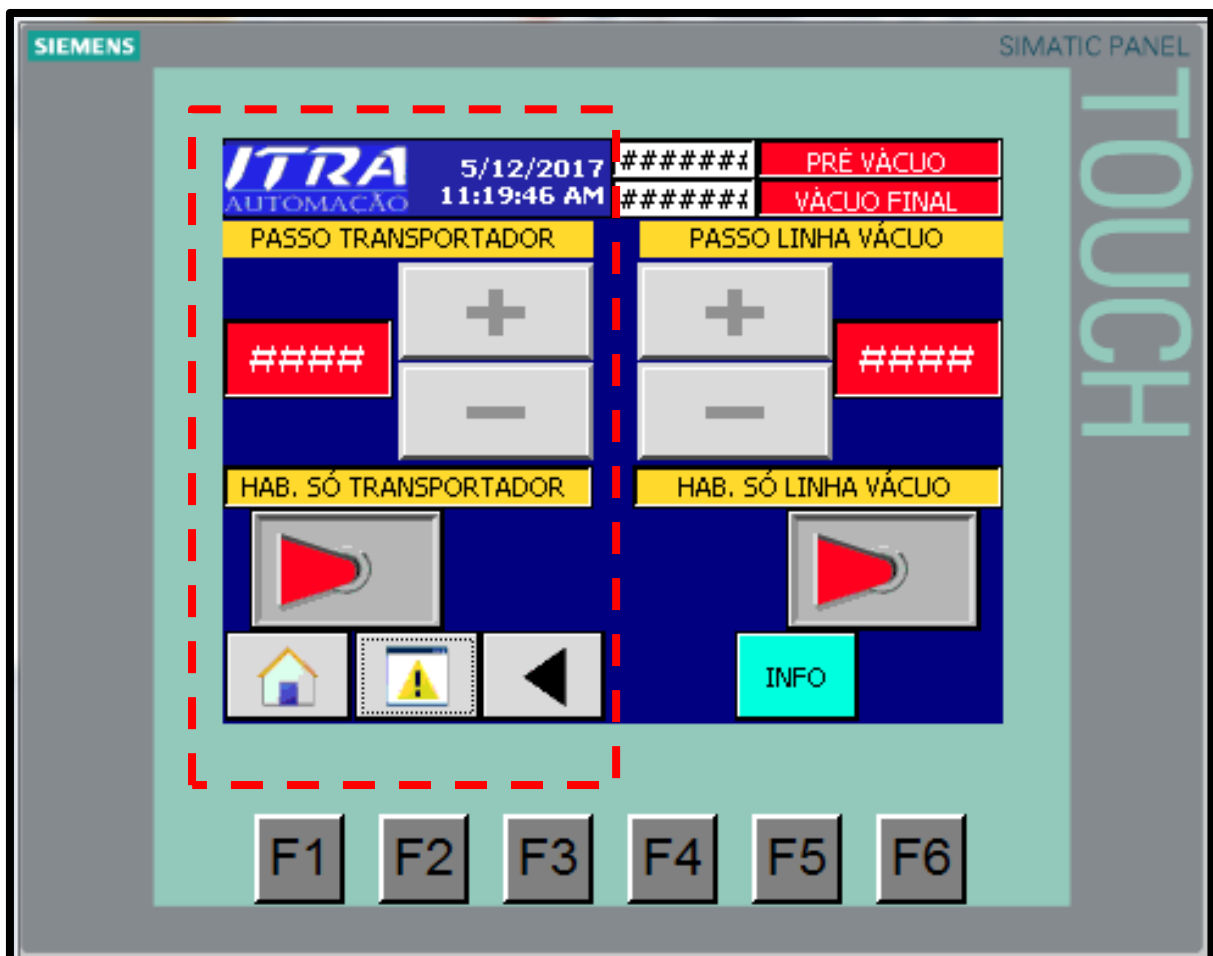 SIEMENS
SIMATIC PANEL
TOUCH
ITRA
AUTOMAÇÃO
5/12/2017
11:19:46 AM
####### PRÉ VÁCUO
####### VÁCUO FINAL
PASSO TRANSPORTADOR
PASSO LINHA VÁCUO
+
+
####
####
-
-
HAB. SÓ TRANSPORTADOR
HAB. SÓ LINHA VÁCUO
INFO
F1 F2 F3 F4 F5 F6